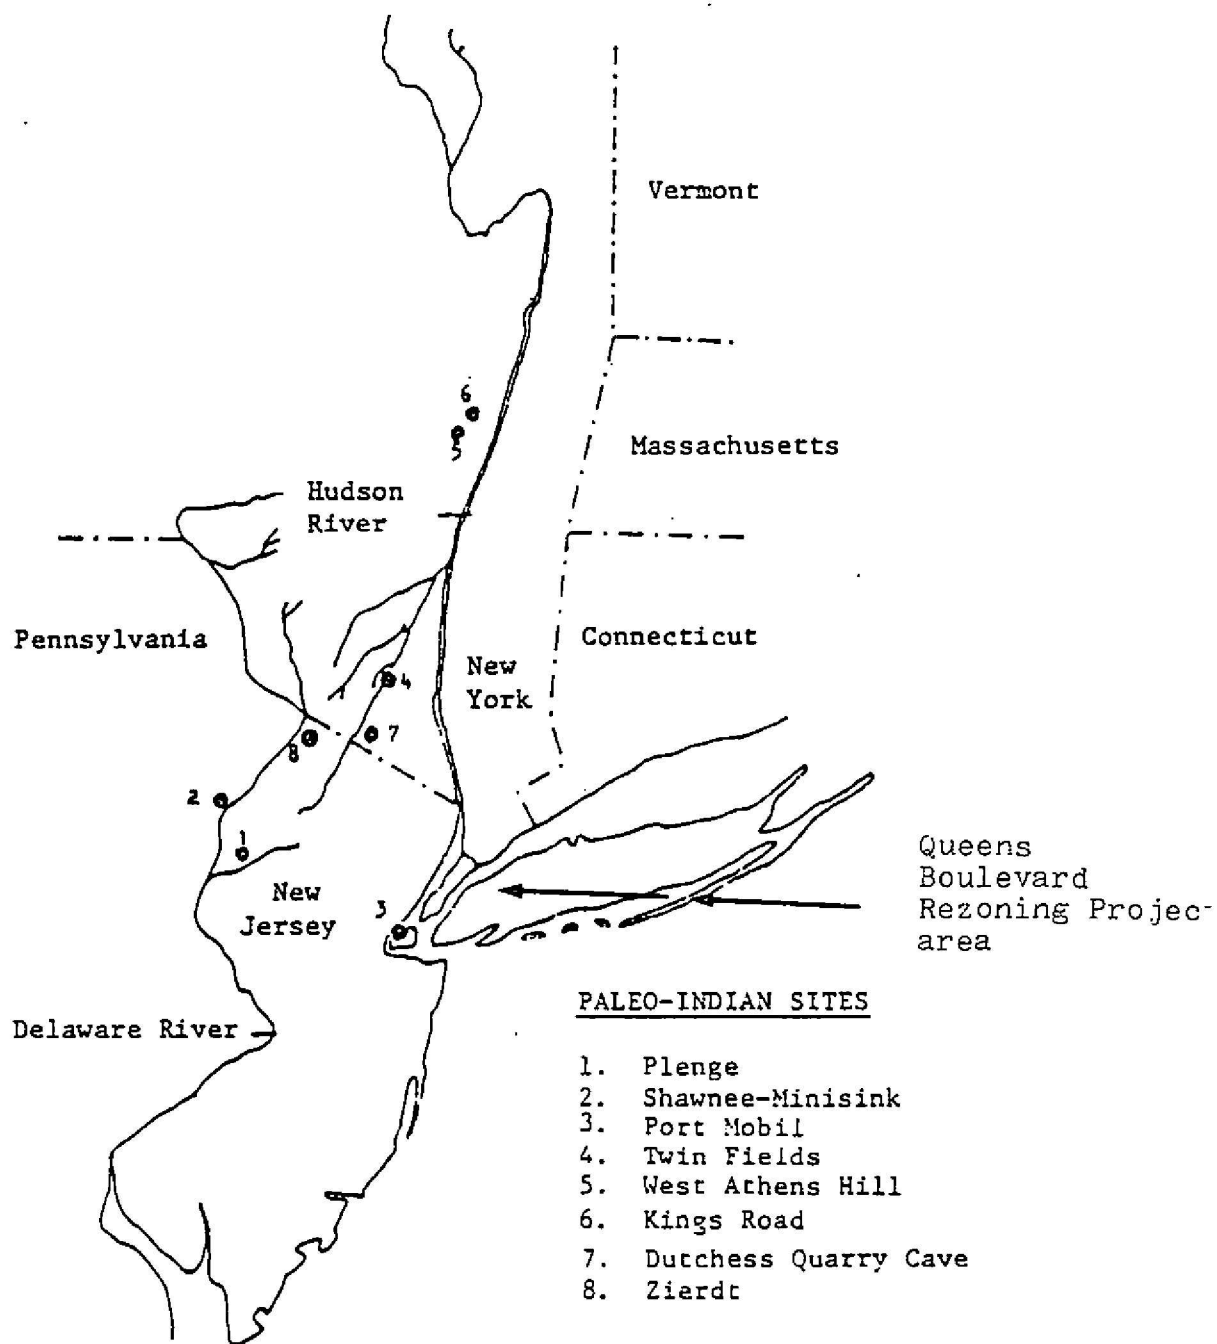 Vermont
6
5
Massachusetts
Hudson
River
Pennsylvania
Connecticut
New
York
4
7
8
2
1
New
Jersey
3
Queens
Boulevard
Rezoning Projec-
area
Delaware River
PALEO-INDIAN SITES
1. Plenge
2. Shawnee-Minisink
3. Port Mobil
4. Twin Fields
5. West Athens Hill
6. Kings Road
7. Dutchess Quarry Cave
8. Zierdt